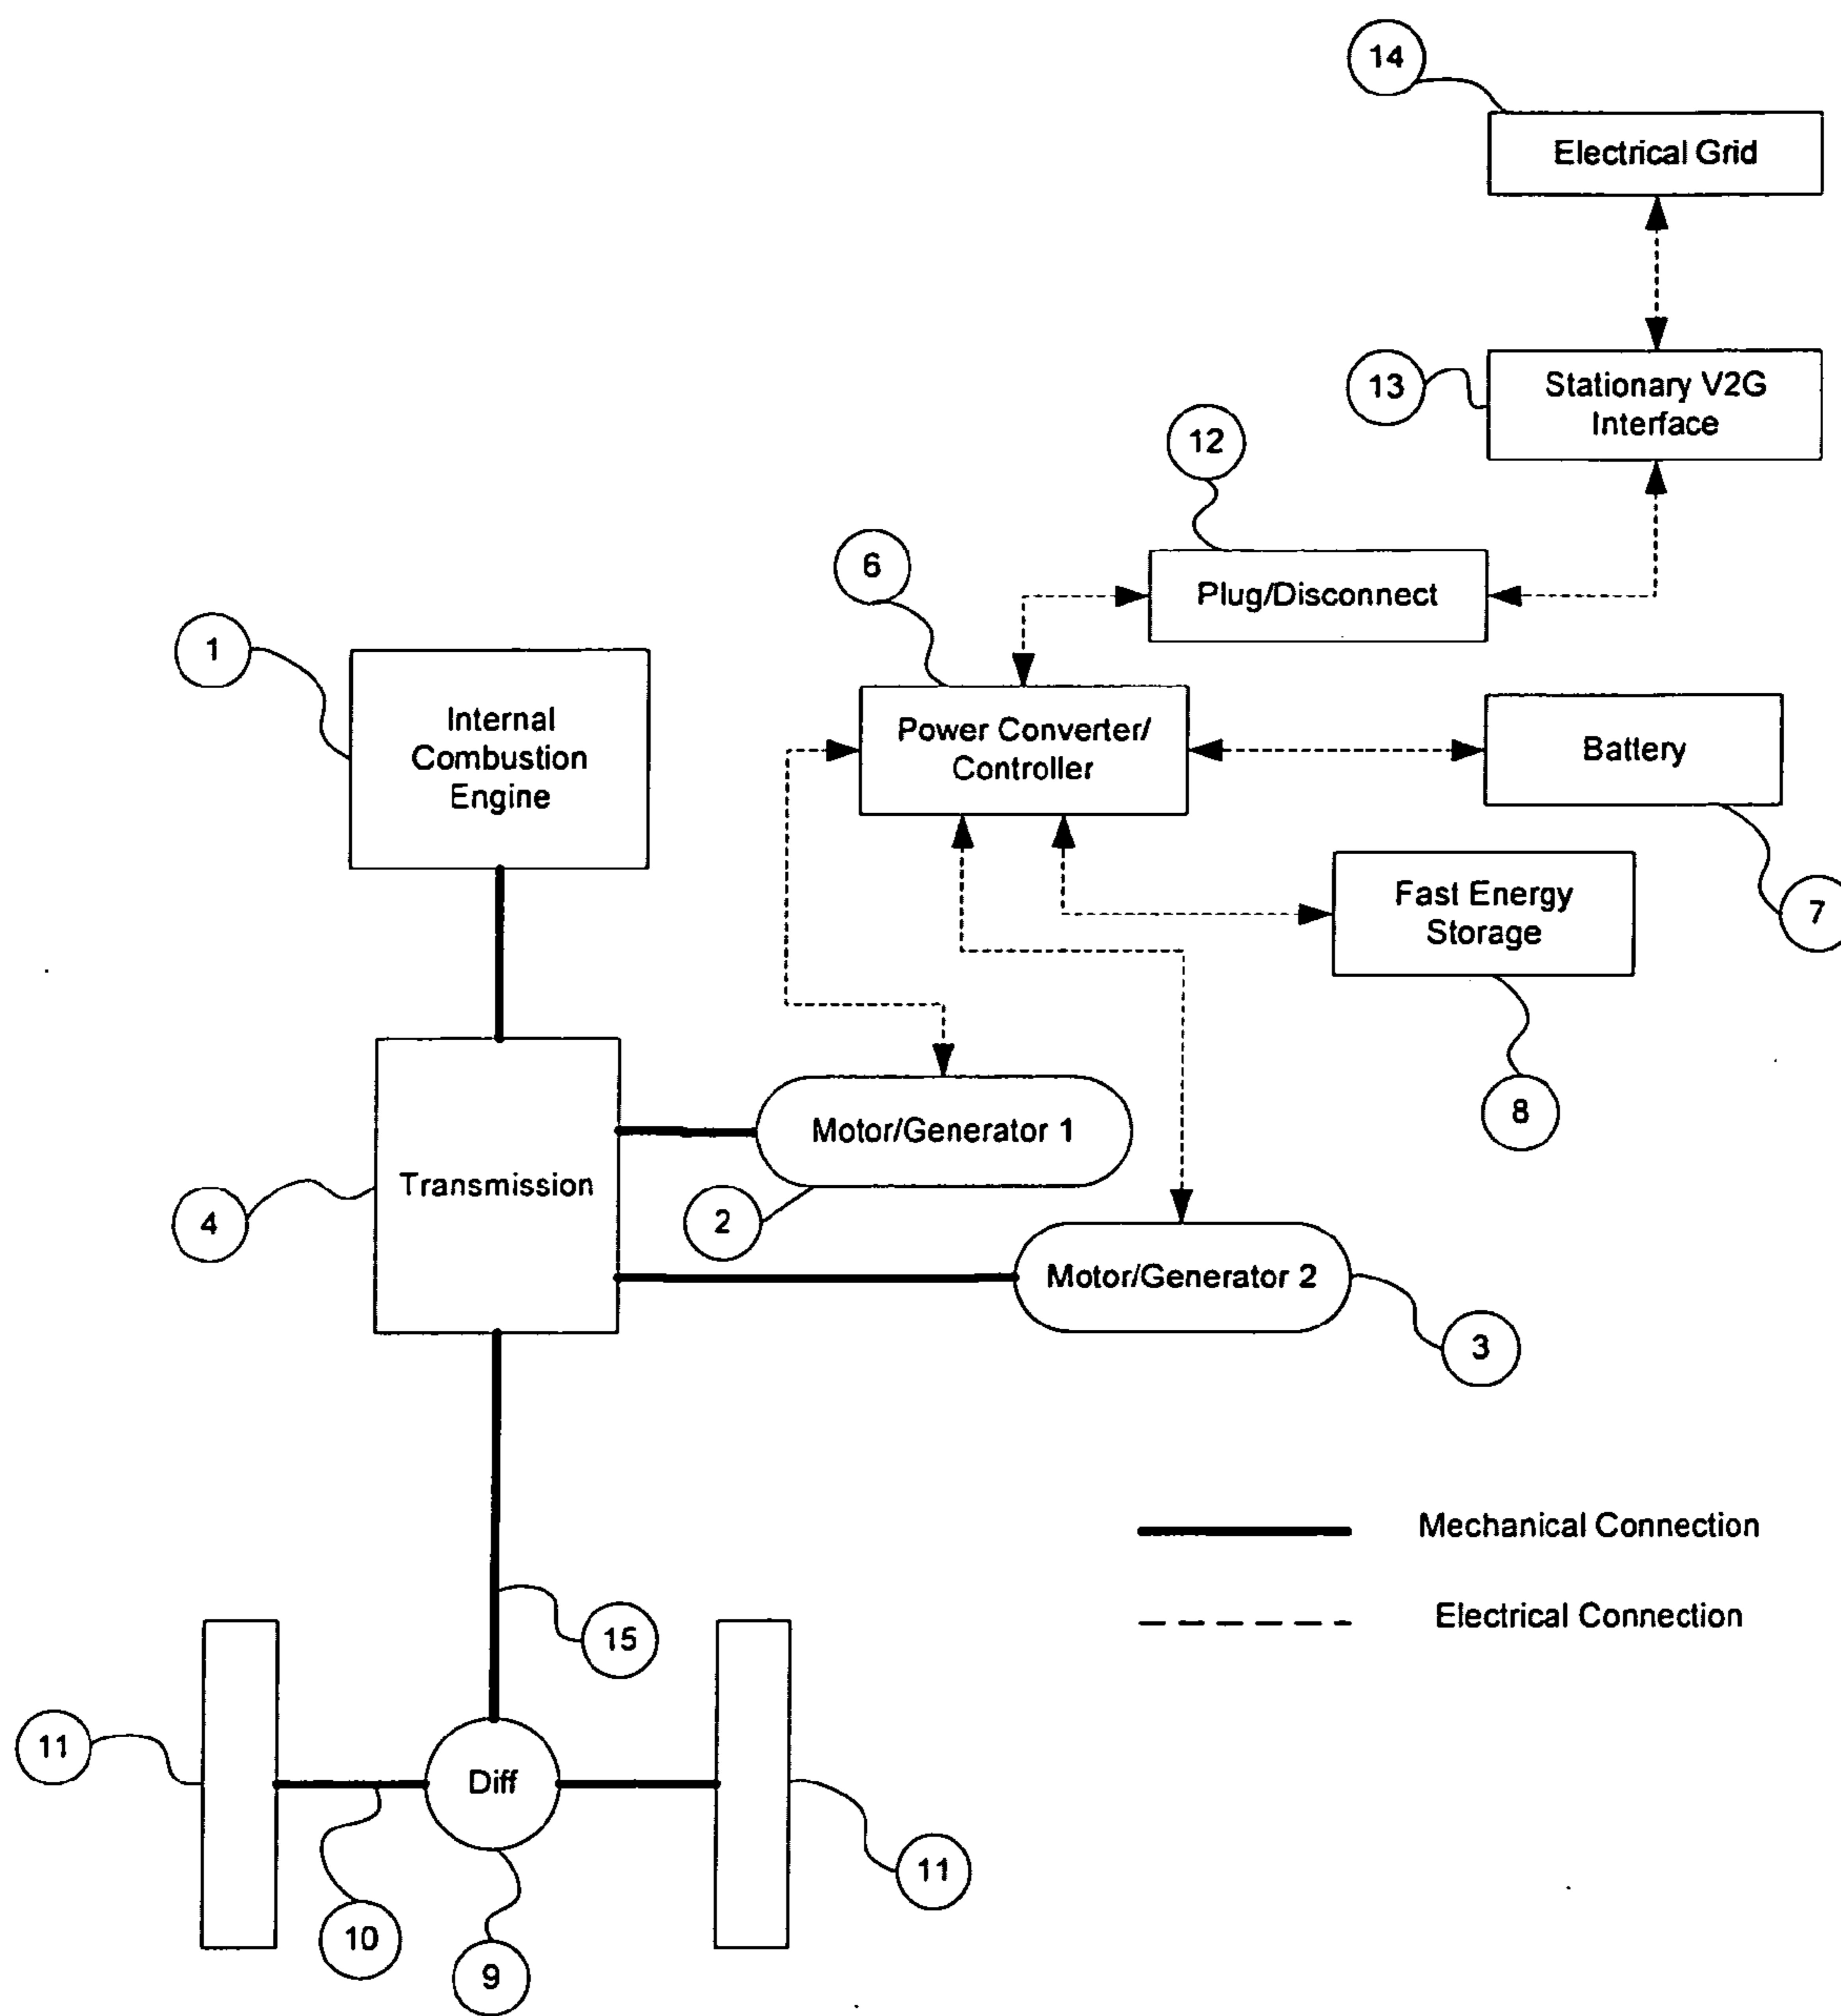 14
Electrical Grid
13
Stationary V2G
Interface
12
Plug/Disconnect
6
Power Converter/
Controller
1
Internal
Combustion
Engine
Battery
7
Fast Energy
Storage
8
Motor/Generator 1
2
Transmission
4
Motor/Generator 2
3
Mechanical Connection
Electrical Connection
15
11
Diff
11
10
9